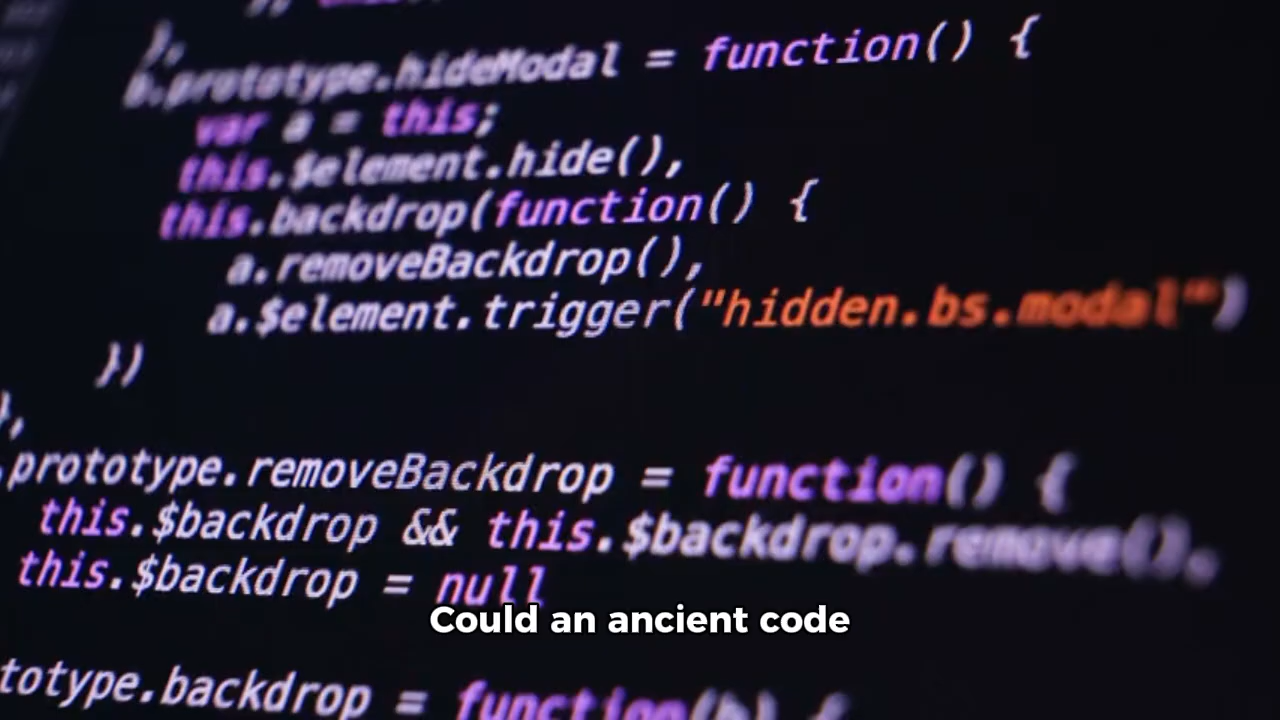 },
b.prototype.hideModal = function() {
var a = this;
this.$element.hide(),
this.backdrop(function() {
a.removeBackdrop(),
a.$element.trigger("hidden.bs.modal")
})
},
.prototype.removeBackdrop = function() {
this.$backdrop && this.$backdrop.remove(),
this.$backdrop = null
Could an ancient code
totype.backdrop = function(b) {